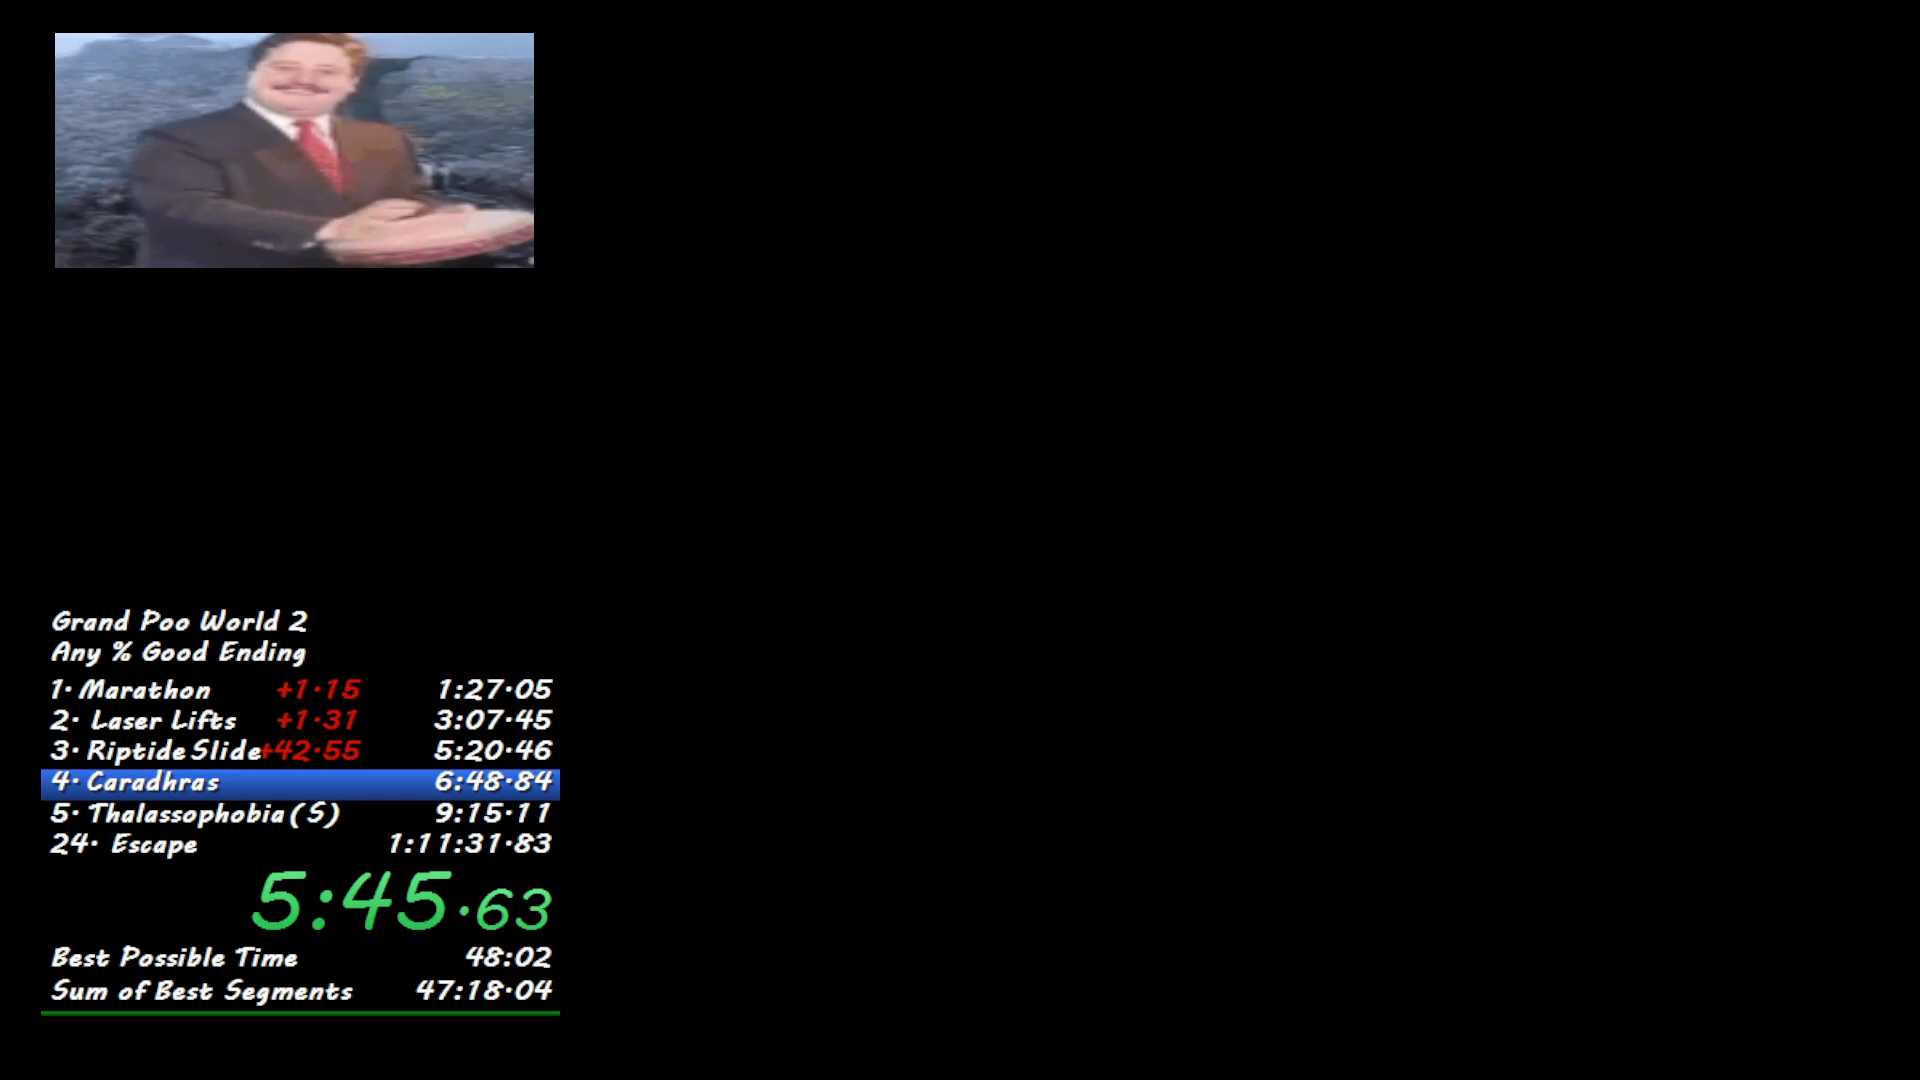 Grand Poo World 2
Any % Good Ending
1. Marathon +1.15 1:27.05
2. Laser Lifts +1.31 3:07.45
3. Riptide Slide +42.55 5:20.46
4. Caradhras 6:48.84
5. Thalassophobia (S) 9:15.11
24. Escape 1:11:31.83
5:45.63
Best Possible Time 48:02
Sum of Best Segments 47:18.04